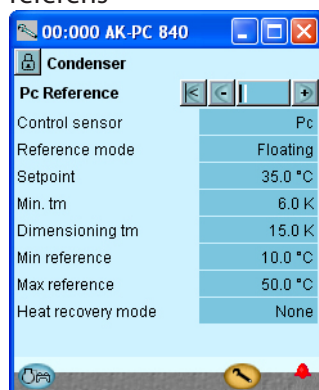 referens
00:000 AK-PC 840
Condenser
Pc Reference
Control sensor Pc
Reference mode Floating
Setpoint 35.0 °C
Min. tm 6.0 K
Dimensioning tm 15.0 K
Min reference 10.0 °C
Max reference 50.0 °C
Heat recovery mode None